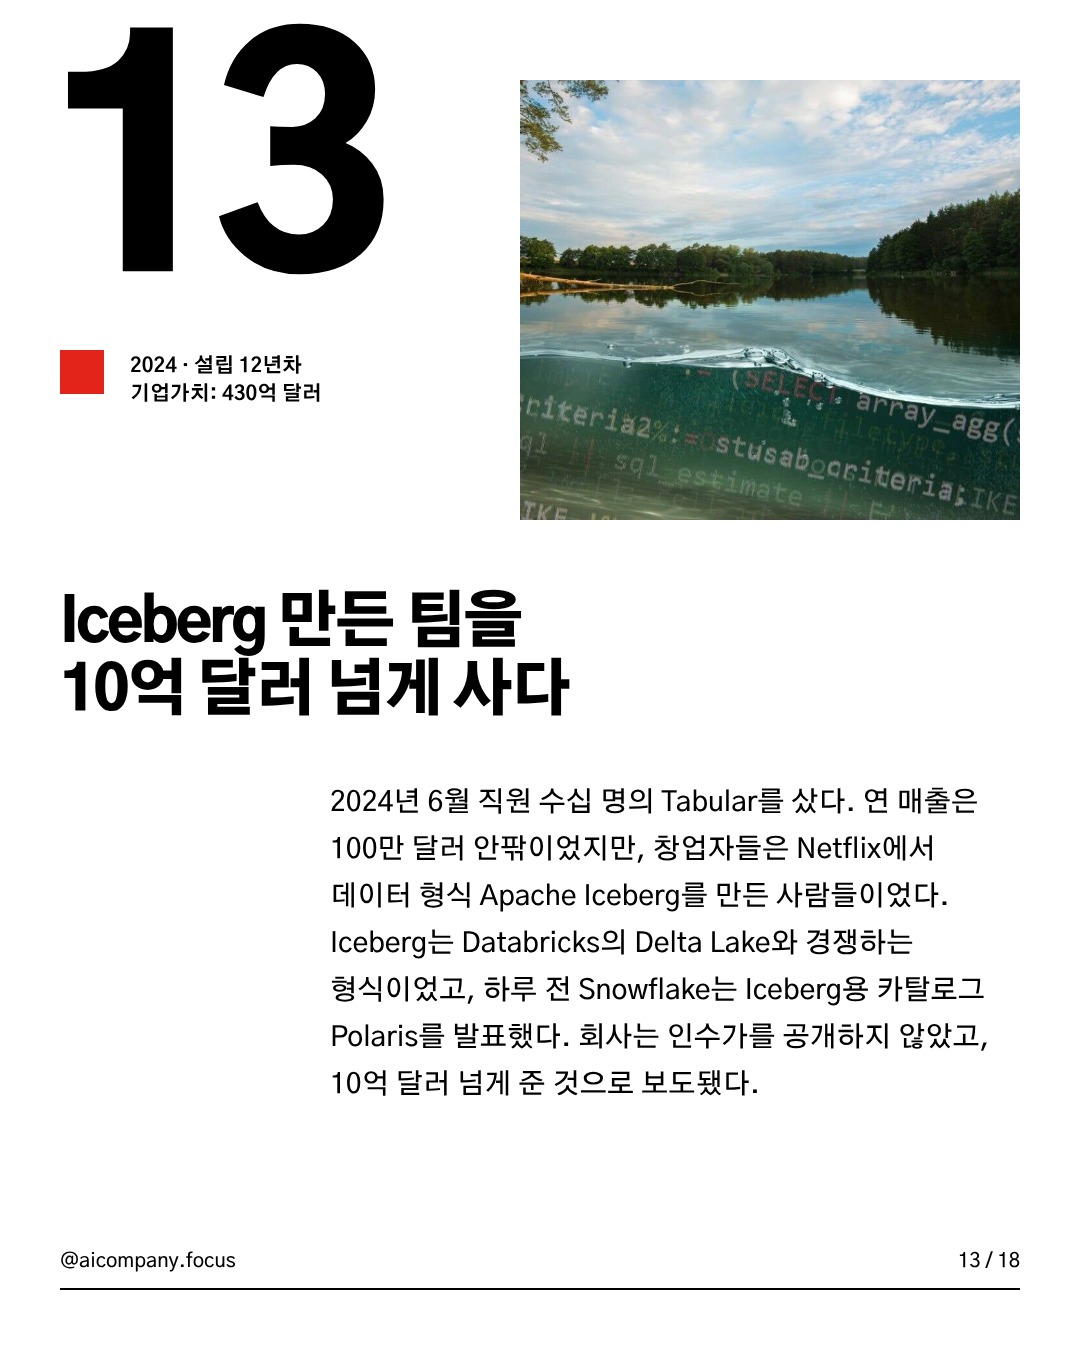 13
2024 · 설립 12년차
기업가치: 430억 달러
(SELECT array_agg(
criteria2%:=0stusab_criteria;IKE
sql_estimate
Iceberg 만든 팀을
10억 달러 넘게 사다
2024년 6월 직원 수십 명의 Tabular를 샀다. 연 매출은
100만 달러 안팎이었지만, 창업자들은 Netflix에서
데이터 형식 Apache Iceberg를 만든 사람들이었다.
Iceberg는 Databricks의 Delta Lake와 경쟁하는
형식이었고, 하루 전 Snowflake는 Iceberg용 카탈로그
Polaris를 발표했다. 회사는 인수가를 공개하지 않았고,
10억 달러 넘게 준 것으로 보도됐다.
@aicompany.focus
13 / 18